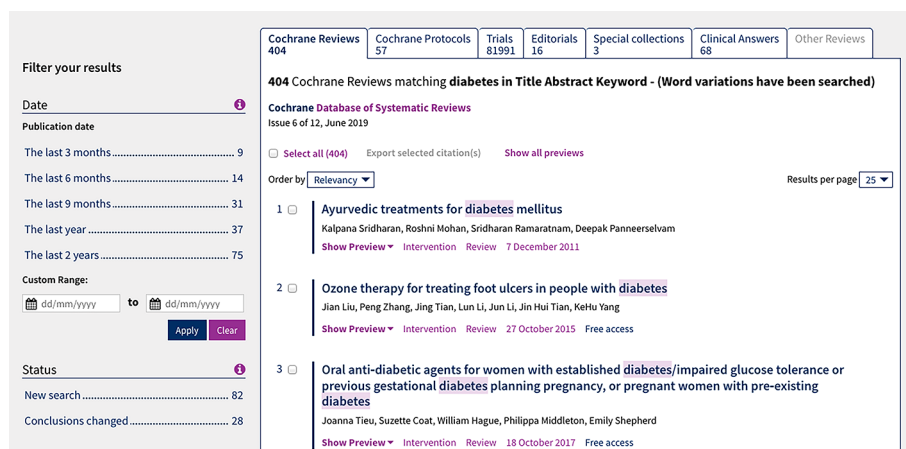 Filter your results
Date
Publication date
The last 3 months 9
The last 6 months 14
The last 9 months 31
The last year 37
The last 2 years 75
Custom Range:
dd/mm/yyyy to dd/mm/yyyy
Apply Clear
Status
New search 82
Conclusions changed 28
Cochrane Reviews
404
Cochrane Protocols
57
Trials
81991
Editorials
16
Special collections
3
Clinical Answers
68
Other Reviews
404 Cochrane Reviews matching diabetes in Title Abstract Keyword - (Word variations have been searched)
Cochrane Database of Systematic Reviews
Issue 6 of 12, June 2019
Select all (404) Export selected citation(s) Show all previews
Order by Relevancy Results per page 25
1 Ayurvedic treatments for diabetes mellitus
Kalpana Sridharan, Roshni Mohan, Sridharan Ramaratnam, Deepak Panneerselvam
Show Preview Intervention Review 7 December 2011
2 Ozone therapy for treating foot ulcers in people with diabetes
Jian Liu, Peng Zhang, Jing Tian, Lun Li, Jun Li, Jin Hui Tian, KeHu Yang
Show Preview Intervention Review 27 October 2015 Free access
3 Oral anti-diabetic agents for women with established diabetes/impaired glucose tolerance or
previous gestational diabetes planning pregnancy, or pregnant women with pre-existing
diabetes
Joanna Tieu, Suzette Coat, William Hague, Philippa Middleton, Emily Shepherd
Show Preview Intervention Review 18 October 2017 Free access